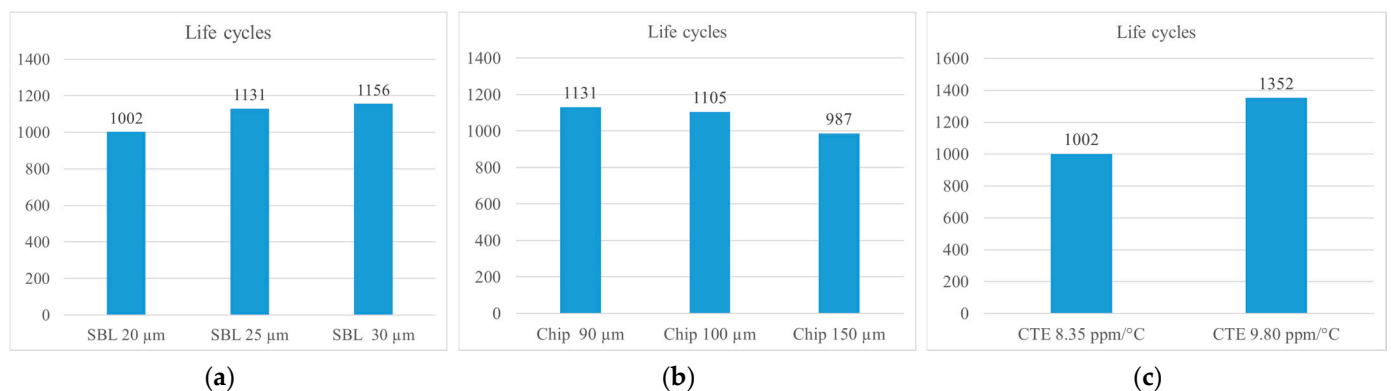 Life cycles
1400
1200
1000
800
600
400
200
0
1002
1131
1156
SBL 20 µm
SBL 25 µm
SBL  30 µm
(a)
Life cycles
1400
1200
1000
800
600
400
200
0
1131
1105
987
Chip  90 µm
Chip 100 µm
Chip 150 µm
(b)
Life cycles
1600
1400
1200
1000
800
600
400
200
0
1002
1352
CTE 8.35 ppm/°C
CTE 9.80 ppm/°C
(c)